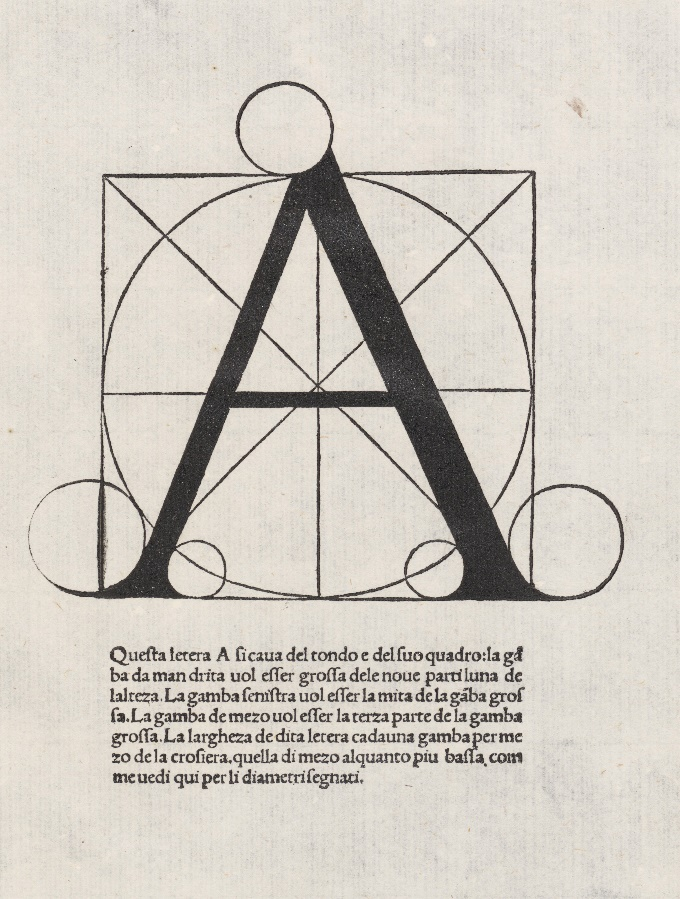 A
Queſta letera A ſi caua del tondo e del ſuo quadro: la gã
ba da man drita uol eſſer groſſa dele noue parti luna de
lalteza. La gamba ſeniſtra uol eſſer la mita de la gãba groſ
ſa. La gamba de mezo uol eſſer la terza parte de la gamba
groſſa. La largheza de dita letera cadauna gamba per me
zo de la croſiera. quella di mezo alquanto piu baſſa com
me uedi qui per li diametri ſegnati.